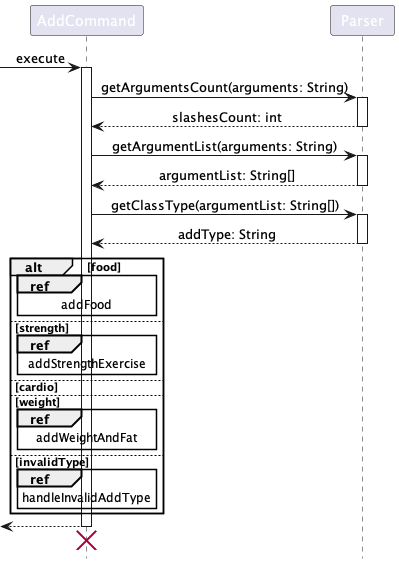 AddCommand Parser
execute
getArgumentsCount(arguments: String)
slashesCount: int
getArgumentList(arguments: String)
argumentList: String[]
getClassType(argumentList: String[])
addType: String
alt [food]
ref
addFood
[strength]
ref
addStrengthExercise
[cardio]
[weight]
ref
addWeightAndFat
[invalidType]
ref
handleInvalidAddType